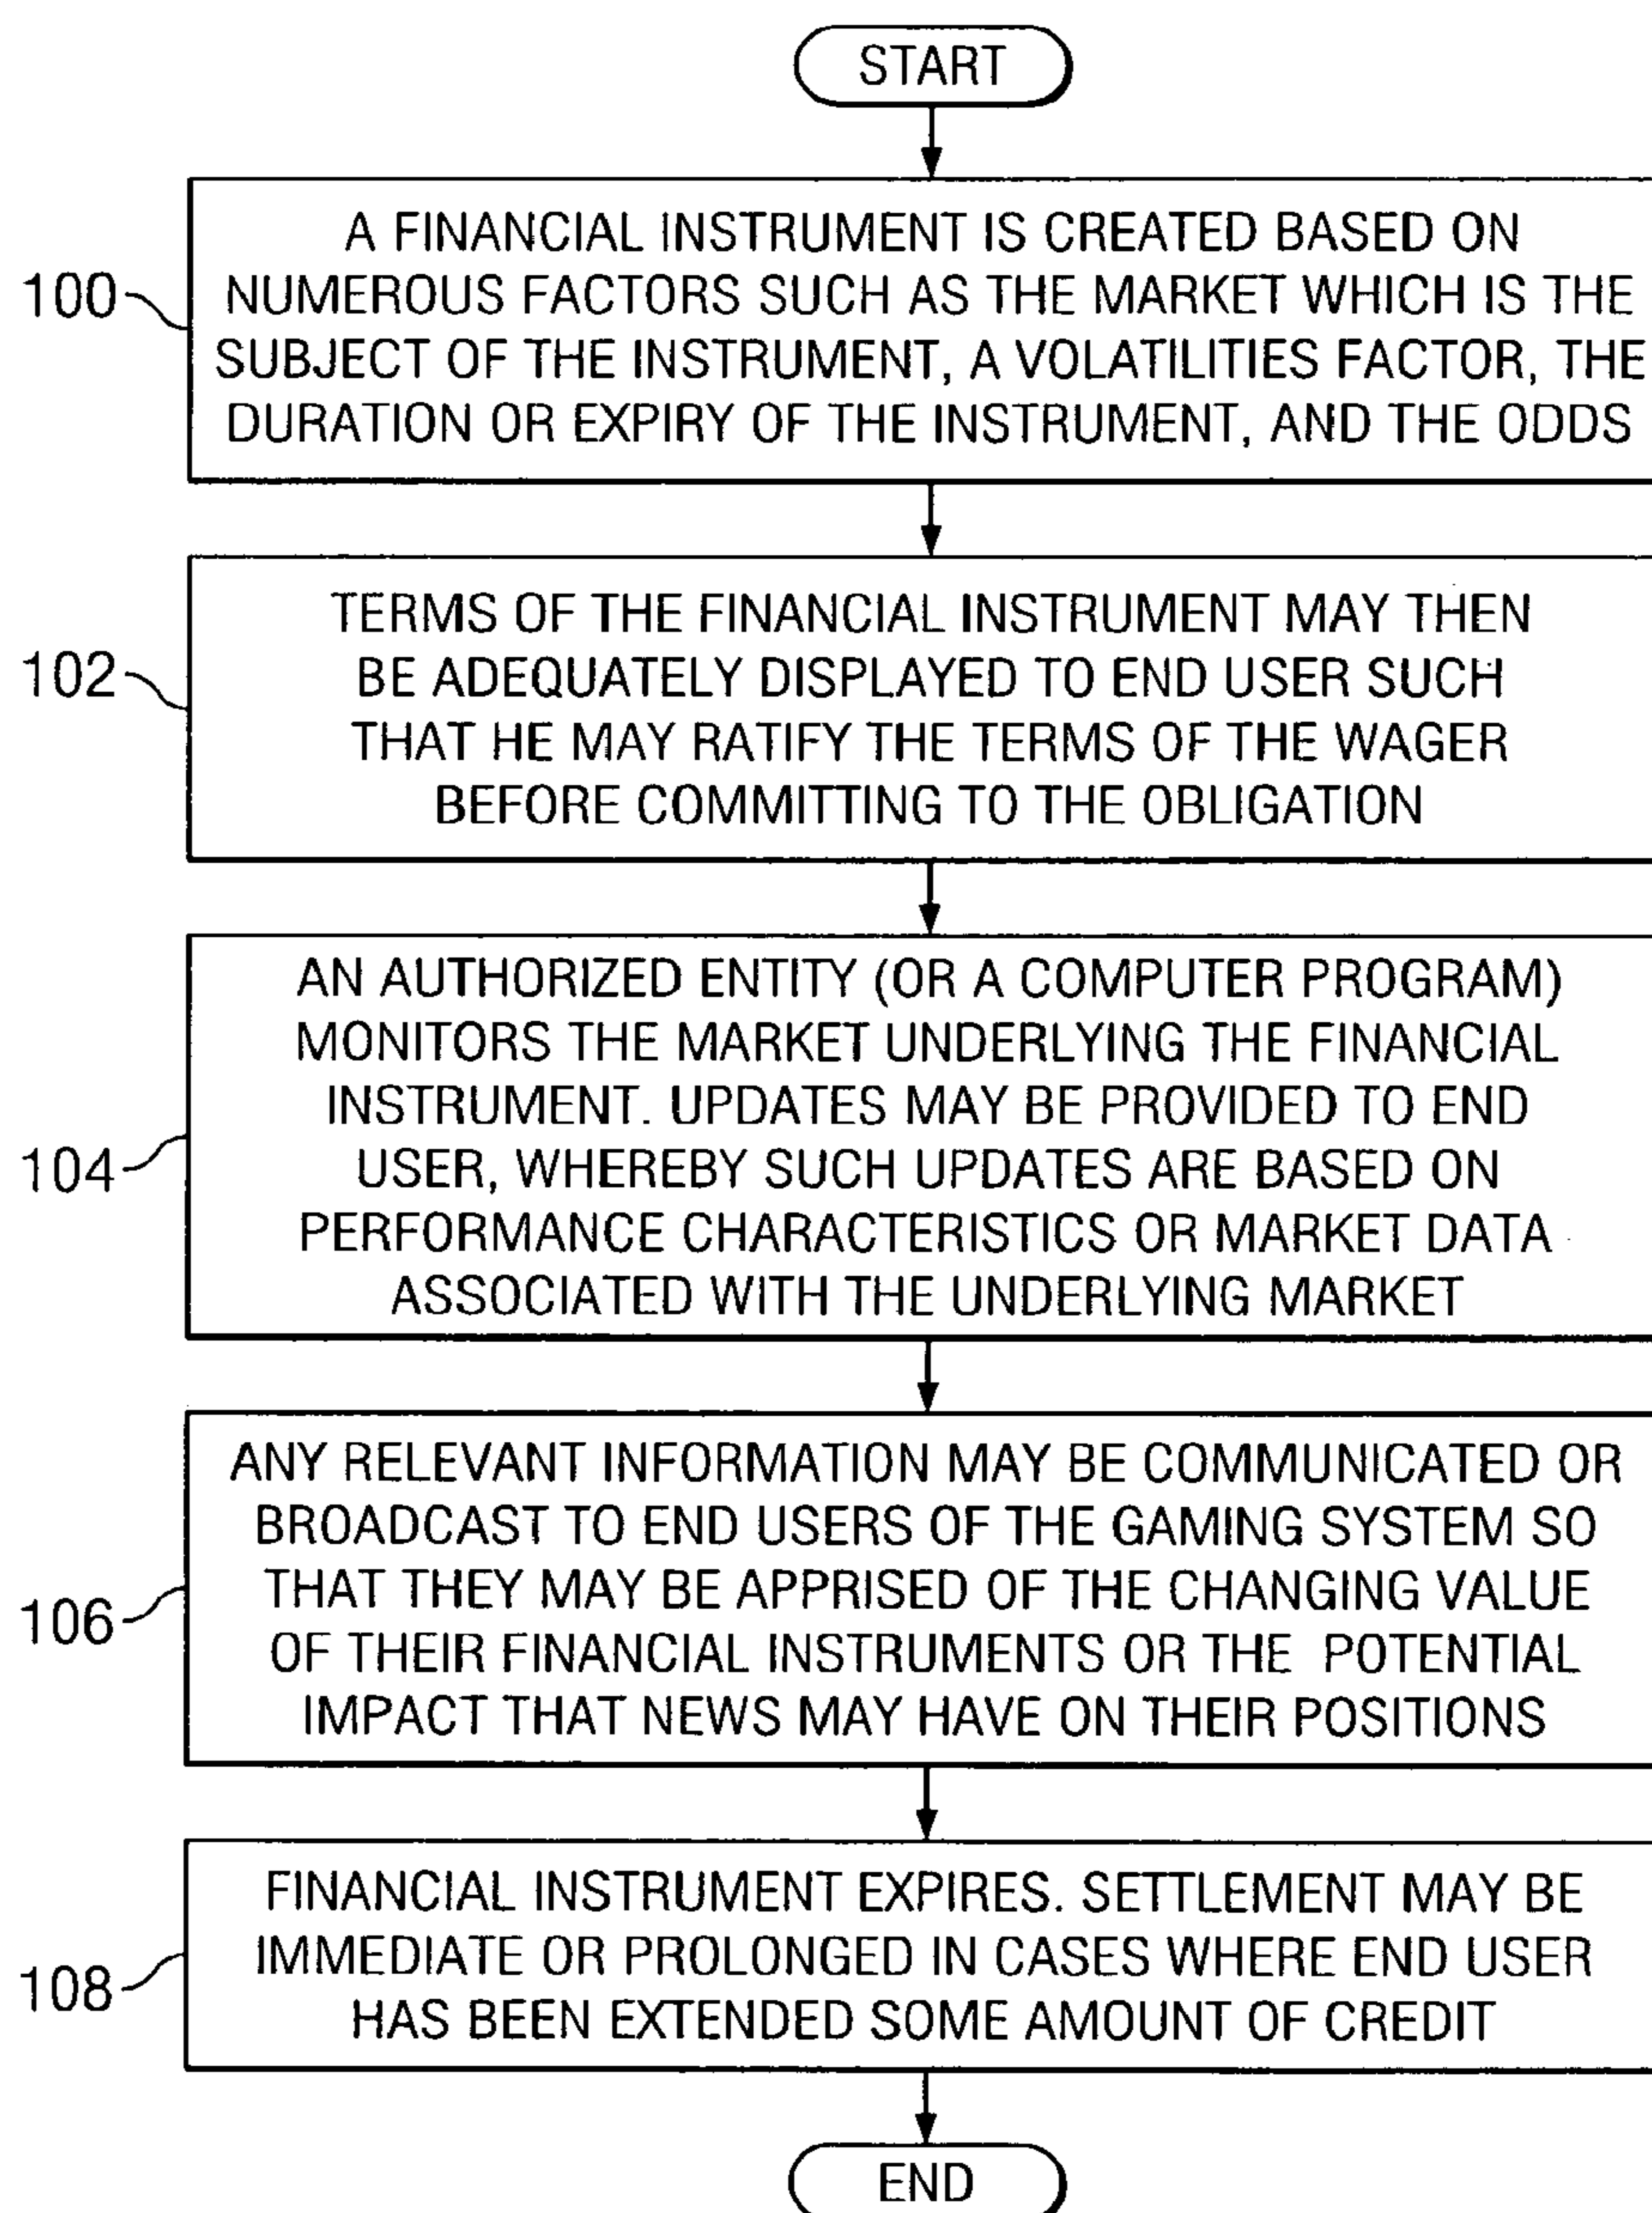 START
A FINANCIAL INSTRUMENT IS CREATED BASED ON
NUMEROUS FACTORS SUCH AS THE MARKET WHICH IS THE
100
SUBJECT OF THE INSTRUMENT, A VOLATILITIES FACTOR, THE
DURATION OR EXPIRY OF THE INSTRUMENT, AND THE ODDS
TERMS OF THE FINANCIAL INSTRUMENT MAY THEN
102
BE ADEQUATELY DISPLAYED TO END USER SUCH
THAT HE MAY RATIFY THE TERMS OF THE WAGER
BEFORE COMMITTING TO THE OBLIGATION
AN AUTHORIZED ENTITY (OR A COMPUTER PROGRAM)
MONITORS THE MARKET UNDERLYING THE FINANCIAL
INSTRUMENT. UPDATES MAY BE PROVIDED TO END
104
USER, WHEREBY SUCH UPDATES ARE BASED ON
PERFORMANCE CHARACTERISTICS OR MARKET DATA
ASSOCIATED WITH THE UNDERLYING MARKET
ANY RELEVANT INFORMATION MAY BE COMMUNICATED OR
BROADCAST TO END USERS OF THE GAMING SYSTEM SO
THAT THEY MAY BE APPRISED OF THE CHANGING VALUE
106
OF THEIR FINANCIAL INSTRUMENTS OR THE POTENTIAL
IMPACT THAT NEWS MAY HAVE ON THEIR POSITIONS
FINANCIAL INSTRUMENT EXPIRES. SETTLEMENT MAY BE
IMMEDIATE OR PROLONGED IN CASES WHERE END USER
108
HAS BEEN EXTENDED SOME AMOUNT OF CREDIT
END